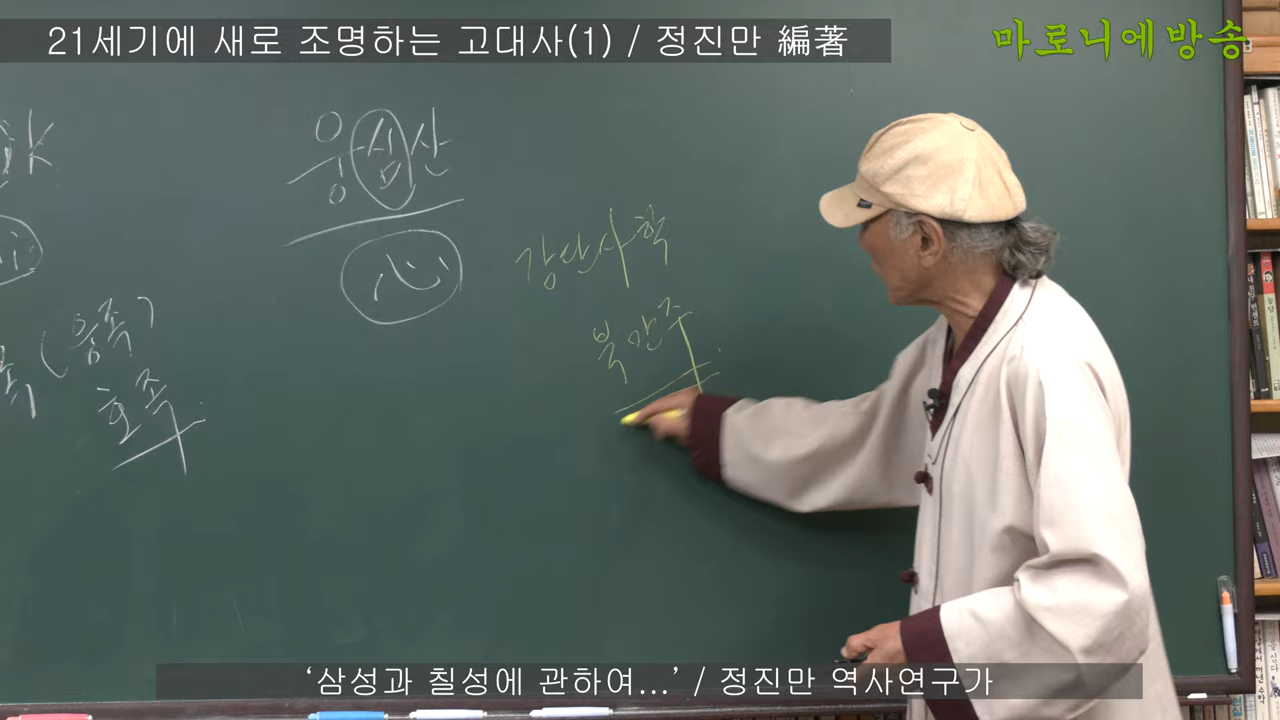 21세기에 새로 조명하는 고대사(1) / 정진만 編著
마로니에방송
웅심산
心
강단사학
북만주
(웅족)
호족
‘삼성과 칠성에 관하여...’ / 정진만 역사연구가